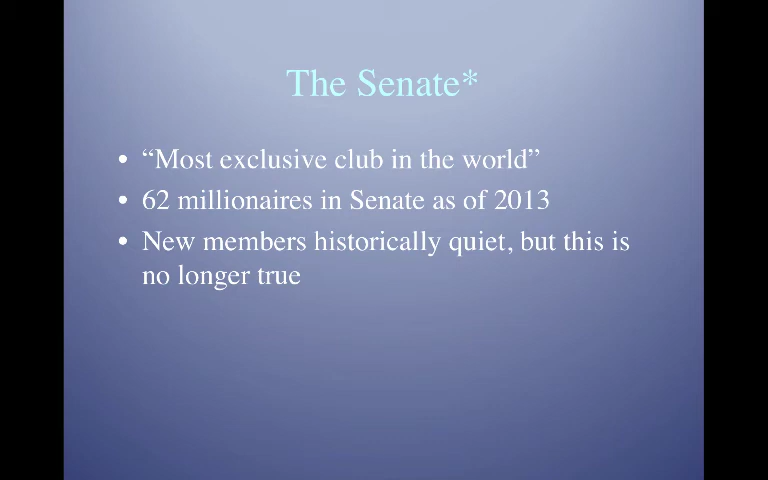 The Senate*
• “Most exclusive club in the world”
• 62 millionaires in Senate as of 2013
• New members historically quiet, but this is
no longer true